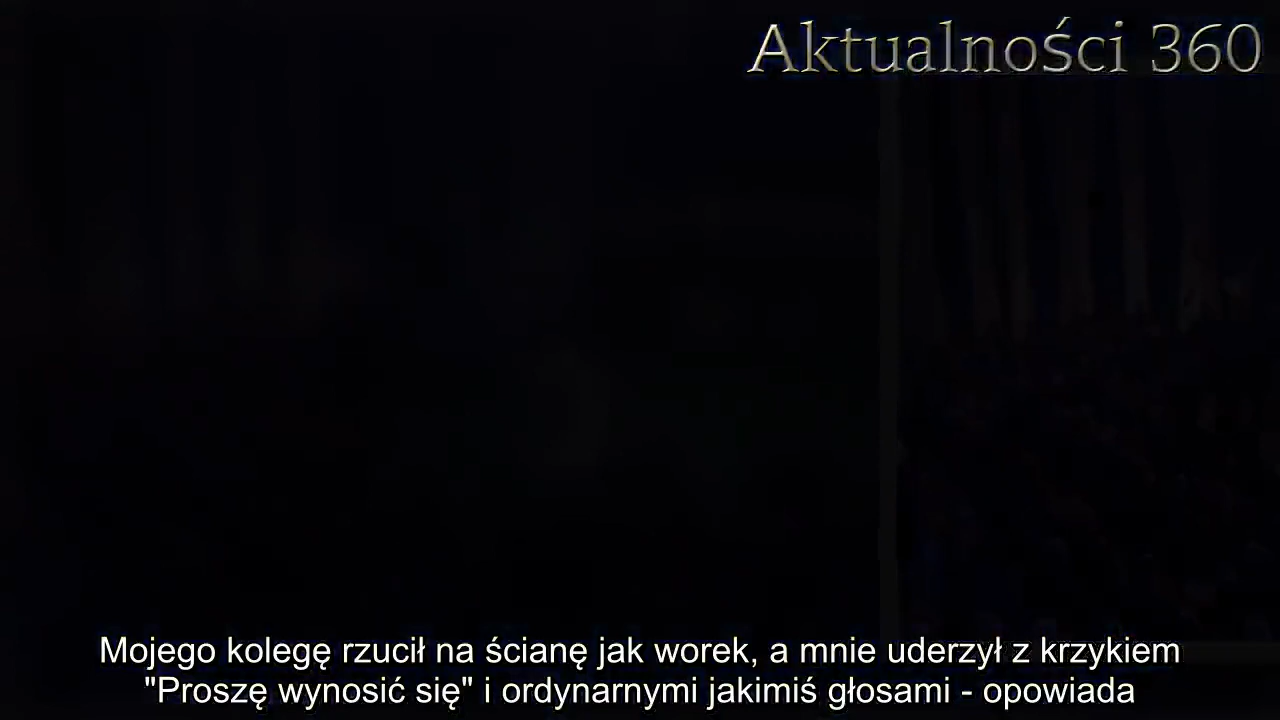 Aktualności 360
Mojego kolegę rzucił na ścianę jak worek, a mnie uderzył z krzykiem
"Proszę wynosić się" i ordynarnymi jakimiś głosami - opowiada